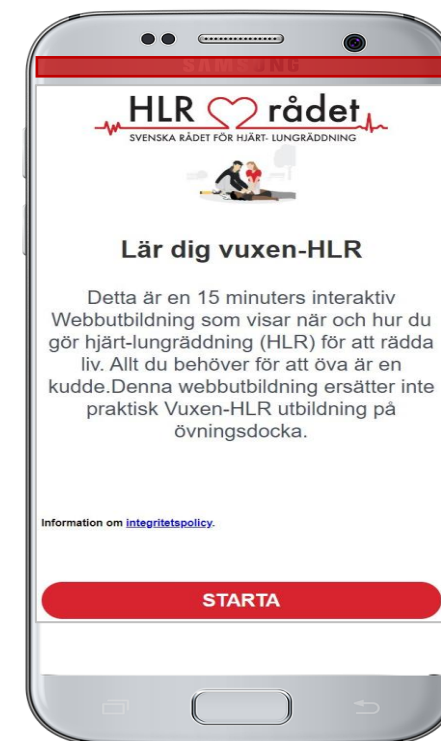 SAMSUNG
HLR rådet
SVENSKA RÅDET FÖR HJÄRT- LUNGRÄDDNING
Lär dig vuxen-HLR
Detta är en 15 minuters interaktiv
Webbutbildning som visar när och hur du
gör hjärt-lungräddning (HLR) för att rädda
liv. Allt du behöver för att öva är en
kudde.Denna webbutbildning ersätter inte
praktisk Vuxen-HLR utbildning på
övningsdocka.
Information om integritetspolicy.
STARTA